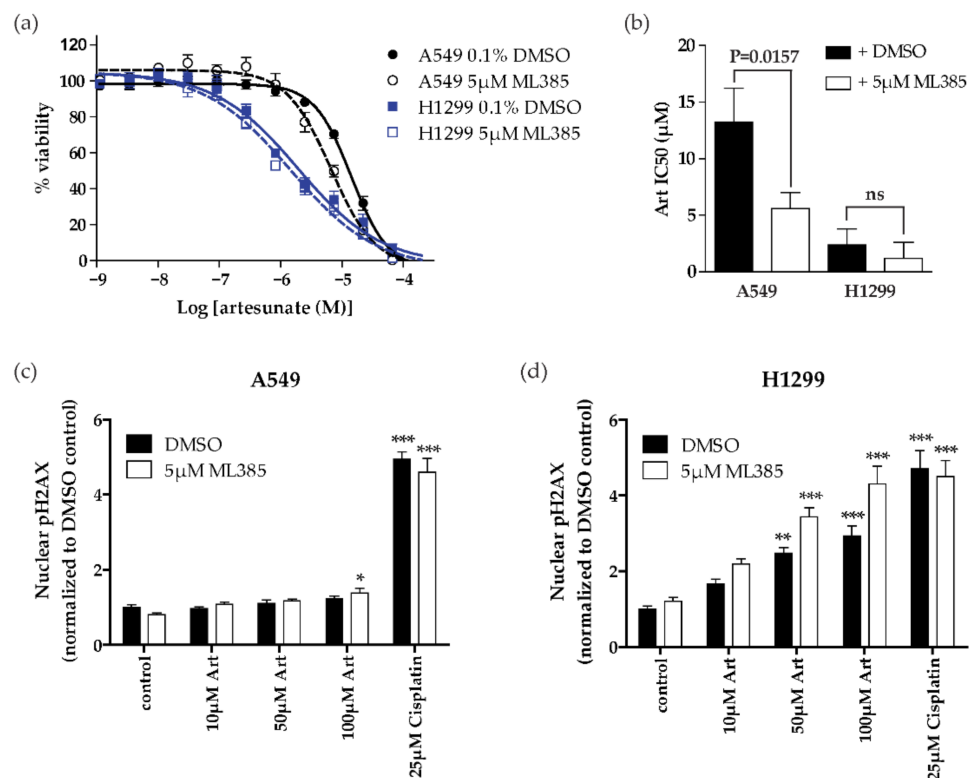 (a)
120
100
80
60
40
20
0
% viability
−9 −8 −7 −6 −5 −4
Log [artesunate (M)]
A549 0.1% DMSO
A549 5µM ML385
H1299 0.1% DMSO
H1299 5µM ML385
(b)
20
15
10
5
0
Art IC50 (µM)
P=0.0157
+ DMSO
+ 5µM ML385
ns
A549 H1299
(c)
A549
6
4
2
0
Nuclear pH2AX
(normalized to DMSO control)
DMSO
5µM ML385
***
***
*
control
10µM Art
50µM Art
100µM Art
25µM Cisplatin
(d)
H1299
6
4
2
0
Nuclear pH2AX
(normalized to DMSO control)
DMSO
5µM ML385
**
***
***
***
***
***
control
10µM Art
50µM Art
100µM Art
25µM Cisplatin